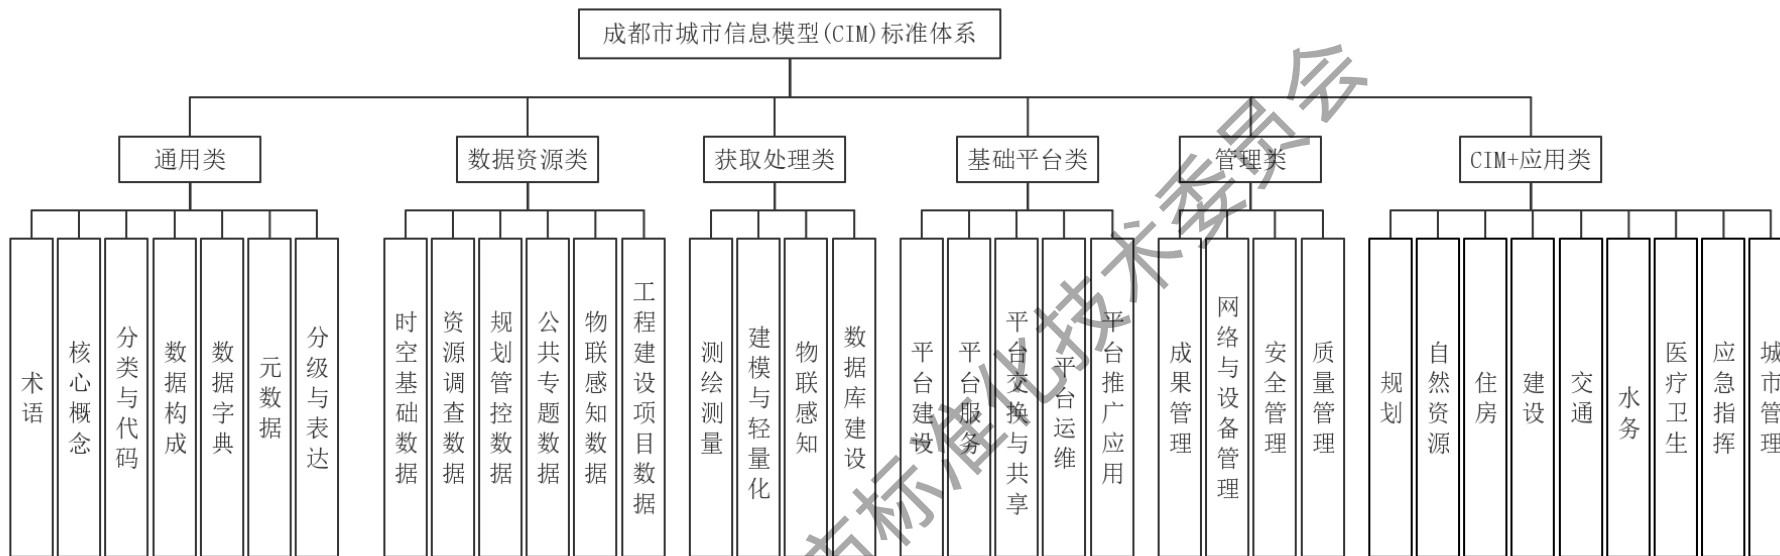 成都市城市信息模型(CIM)标准体系
通用类
数据资源类
获取处理类
基础平台类
管理类
CIM+应用类
术语
核心概念
分类与代码
数据构成
数据字典
元数据
分级与表达
时空基础数据
资源调查数据
规划管控数据
公共专题数据
物联感知数据
工程建设项目数据
测绘测量
建模与轻量化
物联感知
数据库建设
平台建设
平台服务
平台交换与共享
平台运维
平台推广应用
成果管理
网络与设备管理
安全管理
质量管理
规划
自然资源
住房
建设
交通
水务
医疗卫生
应急指挥
城市管理
市标准化技术委员会